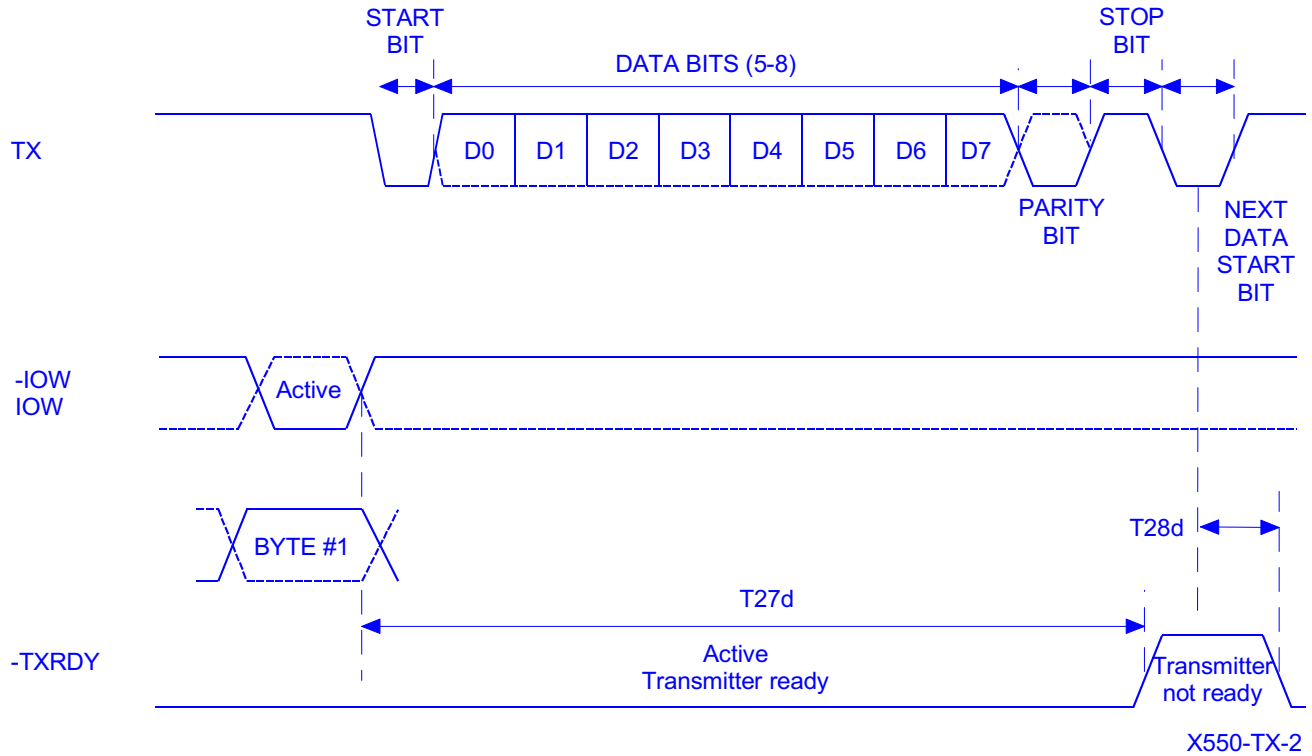 START
BIT
STOP
BIT
DATA BITS (5-8)
TX
D0 D1 D2 D3 D4 D5 D6 D7
PARITY
BIT
NEXT
DATA
START
BIT
-IOW
IOW
Active
BYTE #1
T28d
T27d
-TXRDY
Active
Transmitter ready
Transmitter
not ready
X550-TX-2